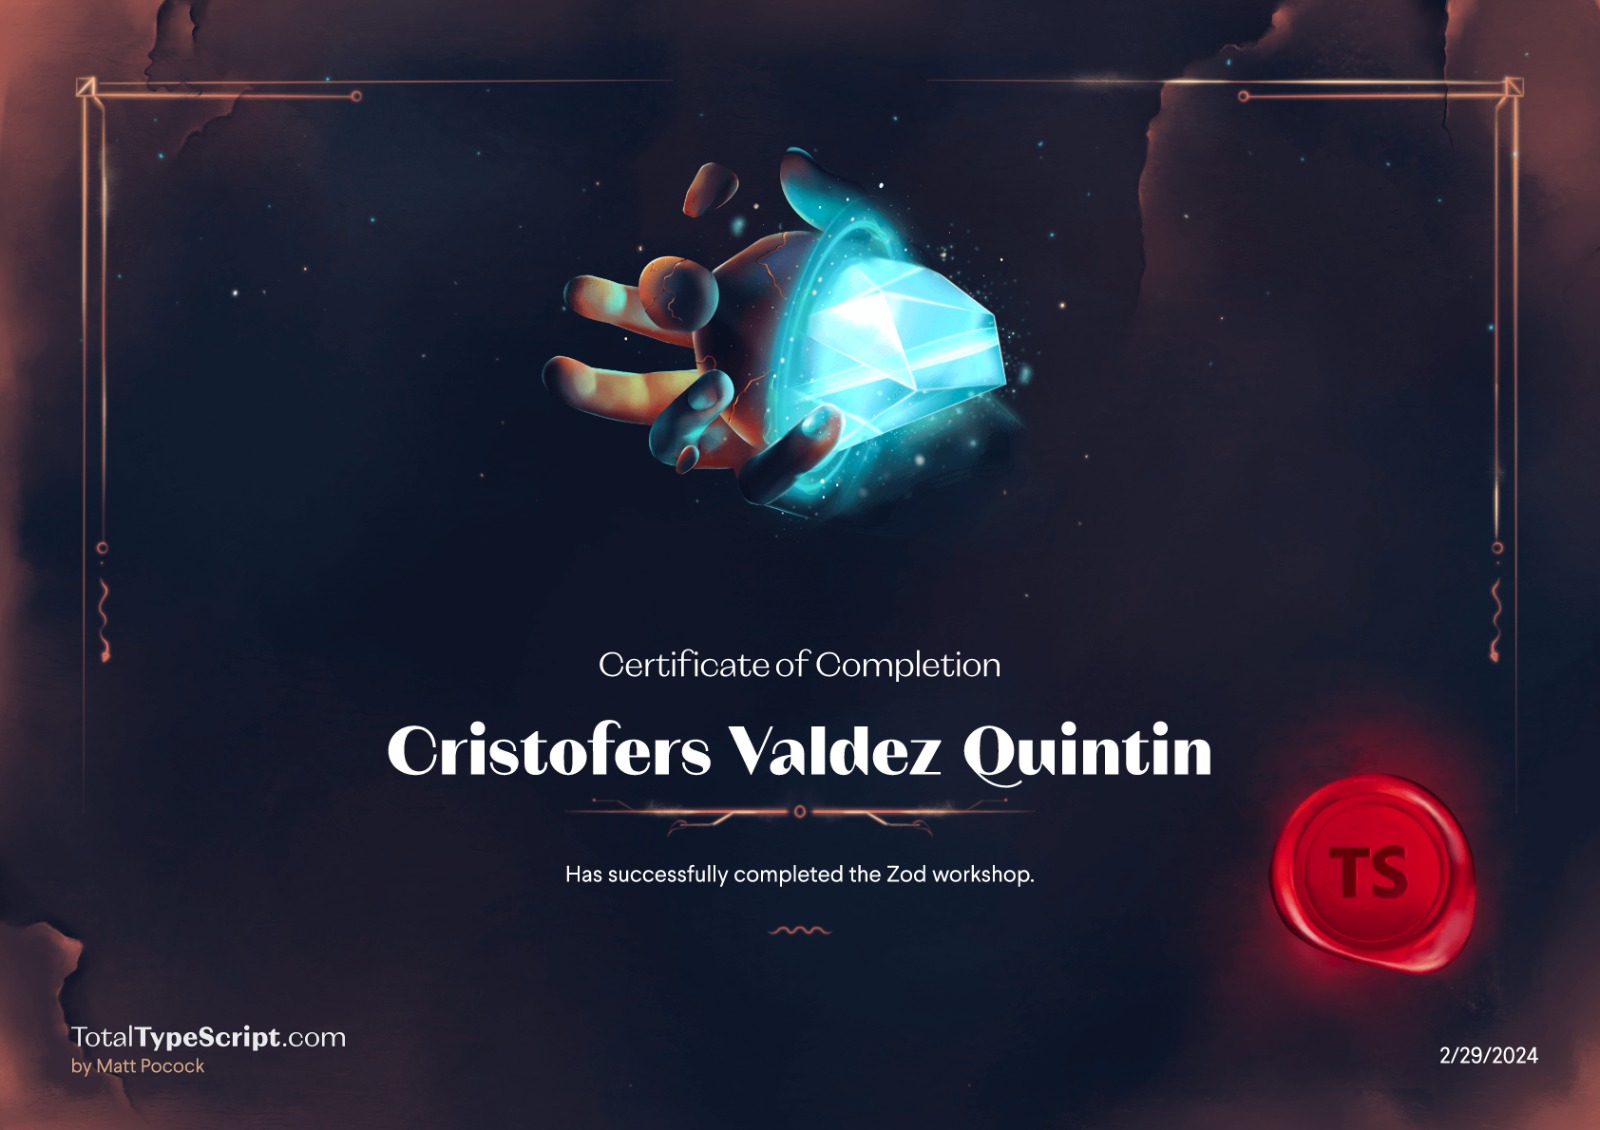 Certificate of Completion
Cristofers Valdez Quintin
Has successfully completed the Zod workshop.
TS
TotalTypeScript.com
by Matt Pocock
2/29/2024